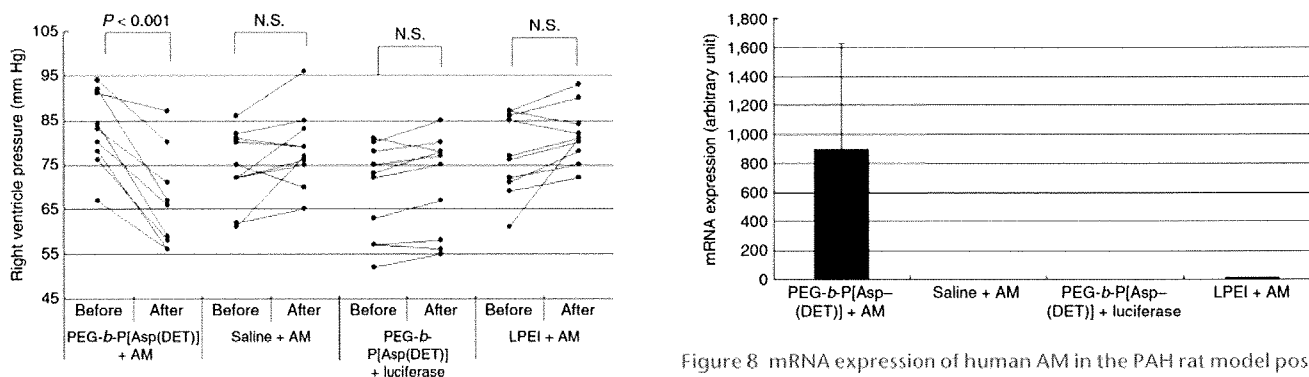 105
95
85
75
65
55
45
Right ventricle pressure (mm Hg)
P < 0.001
N.S.
N.S.
N.S.
Before After Before After Before After Before After
PEG-b-P[Asp(DET)]
+ AM
Saline + AM
PEG-b-
P[Asp(DET)]
+ luciferase
LPEI + AM
1,800
1,600
1,400
1,200
1,000
800
600
400
200
0
mRNA expression (arbitrary unit)
PEG-b-P[Asp–
(DET)] + AM
Saline + AM
PEG-b-P[Asp–
(DET)] + luciferase
LPEI + AM
Figure 8 mRNA expression of human AM in the PAH rat model pos